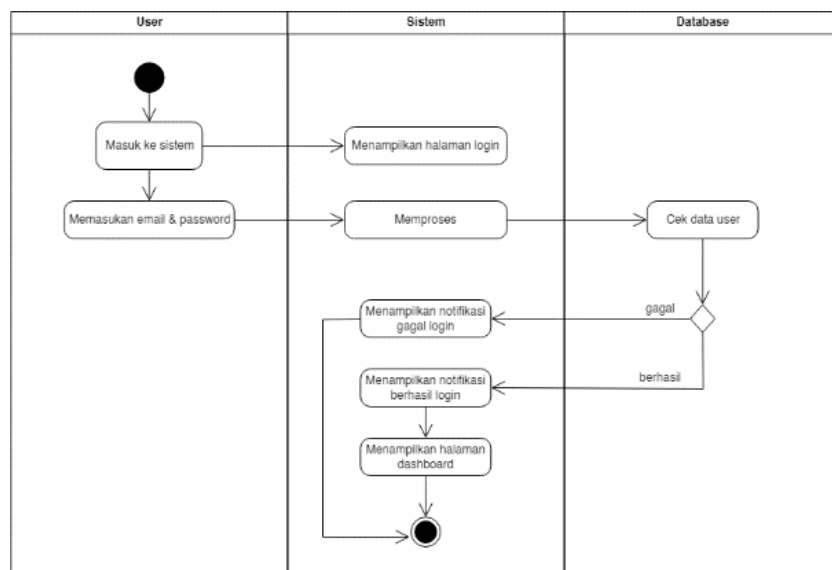 User
Sistem
Database
Masuk ke sistem
Menampilkan halaman login
Memasukan email & password
Memproses
Cek data user
Menampilkan notifikasi
gagal login
gagal
Menampilkan notifikasi
berhasil login
berhasil
Menampilkan halaman
dashboard